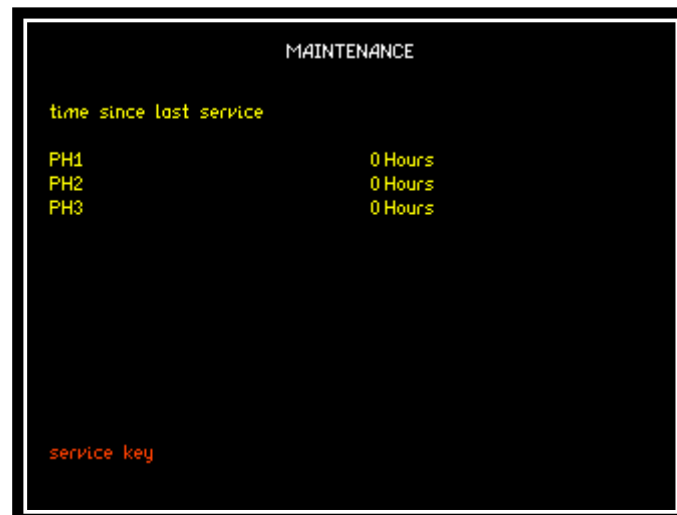 MAINTENANCE
time since last service
PH1 0 Hours
PH2 0 Hours
PH3 0 Hours
service key